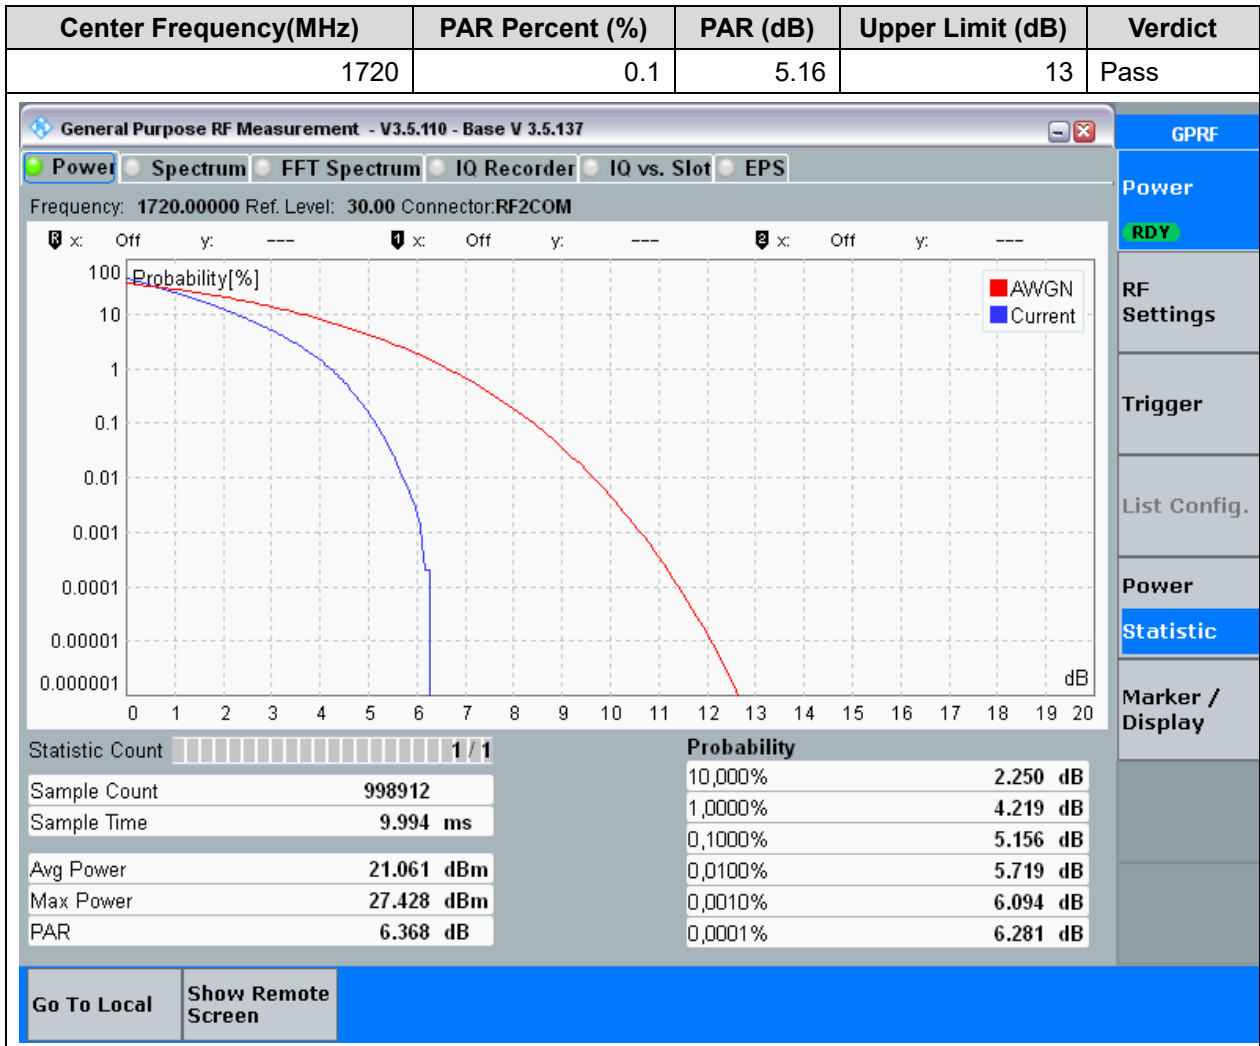 Center Frequency(MHz) PAR Percent (%) PAR (dB) Upper Limit (dB) Verdict
1720 0.1 5.16 13 Pass
General Purpose RF Measurement - V3.5.110 - Base V 3.5.137
GPRF
Power Spectrum FFT Spectrum IQ Recorder IQ vs. Slot EPS
Power
RDY
Frequency: 1720.00000 Ref. Level: 30.00 Connector:RF2COM
R x: Off y: --- 1 x: Off y: --- 2 x: Off y: ---
100 Probability[%]
AWGN
Current
RF
Settings
10
1
Trigger
0.1
0.01
List Config.
0.001
0.0001
Power
0.00001
Statistic
0.000001
dB
0 1 2 3 4 5 6 7 8 9 10 11 12 13 14 15 16 17 18 19 20
Marker /
Display
Statistic Count 1 / 1
Sample Count 998912
Sample Time 9.994 ms
Avg Power 21.061 dBm
Max Power 27.428 dBm
PAR 6.368 dB
Probability
10,000% 2.250 dB
1,0000% 4.219 dB
0,1000% 5.156 dB
0,0100% 5.719 dB
0,0010% 6.094 dB
0,0001% 6.281 dB
Go To Local
Show Remote
Screen